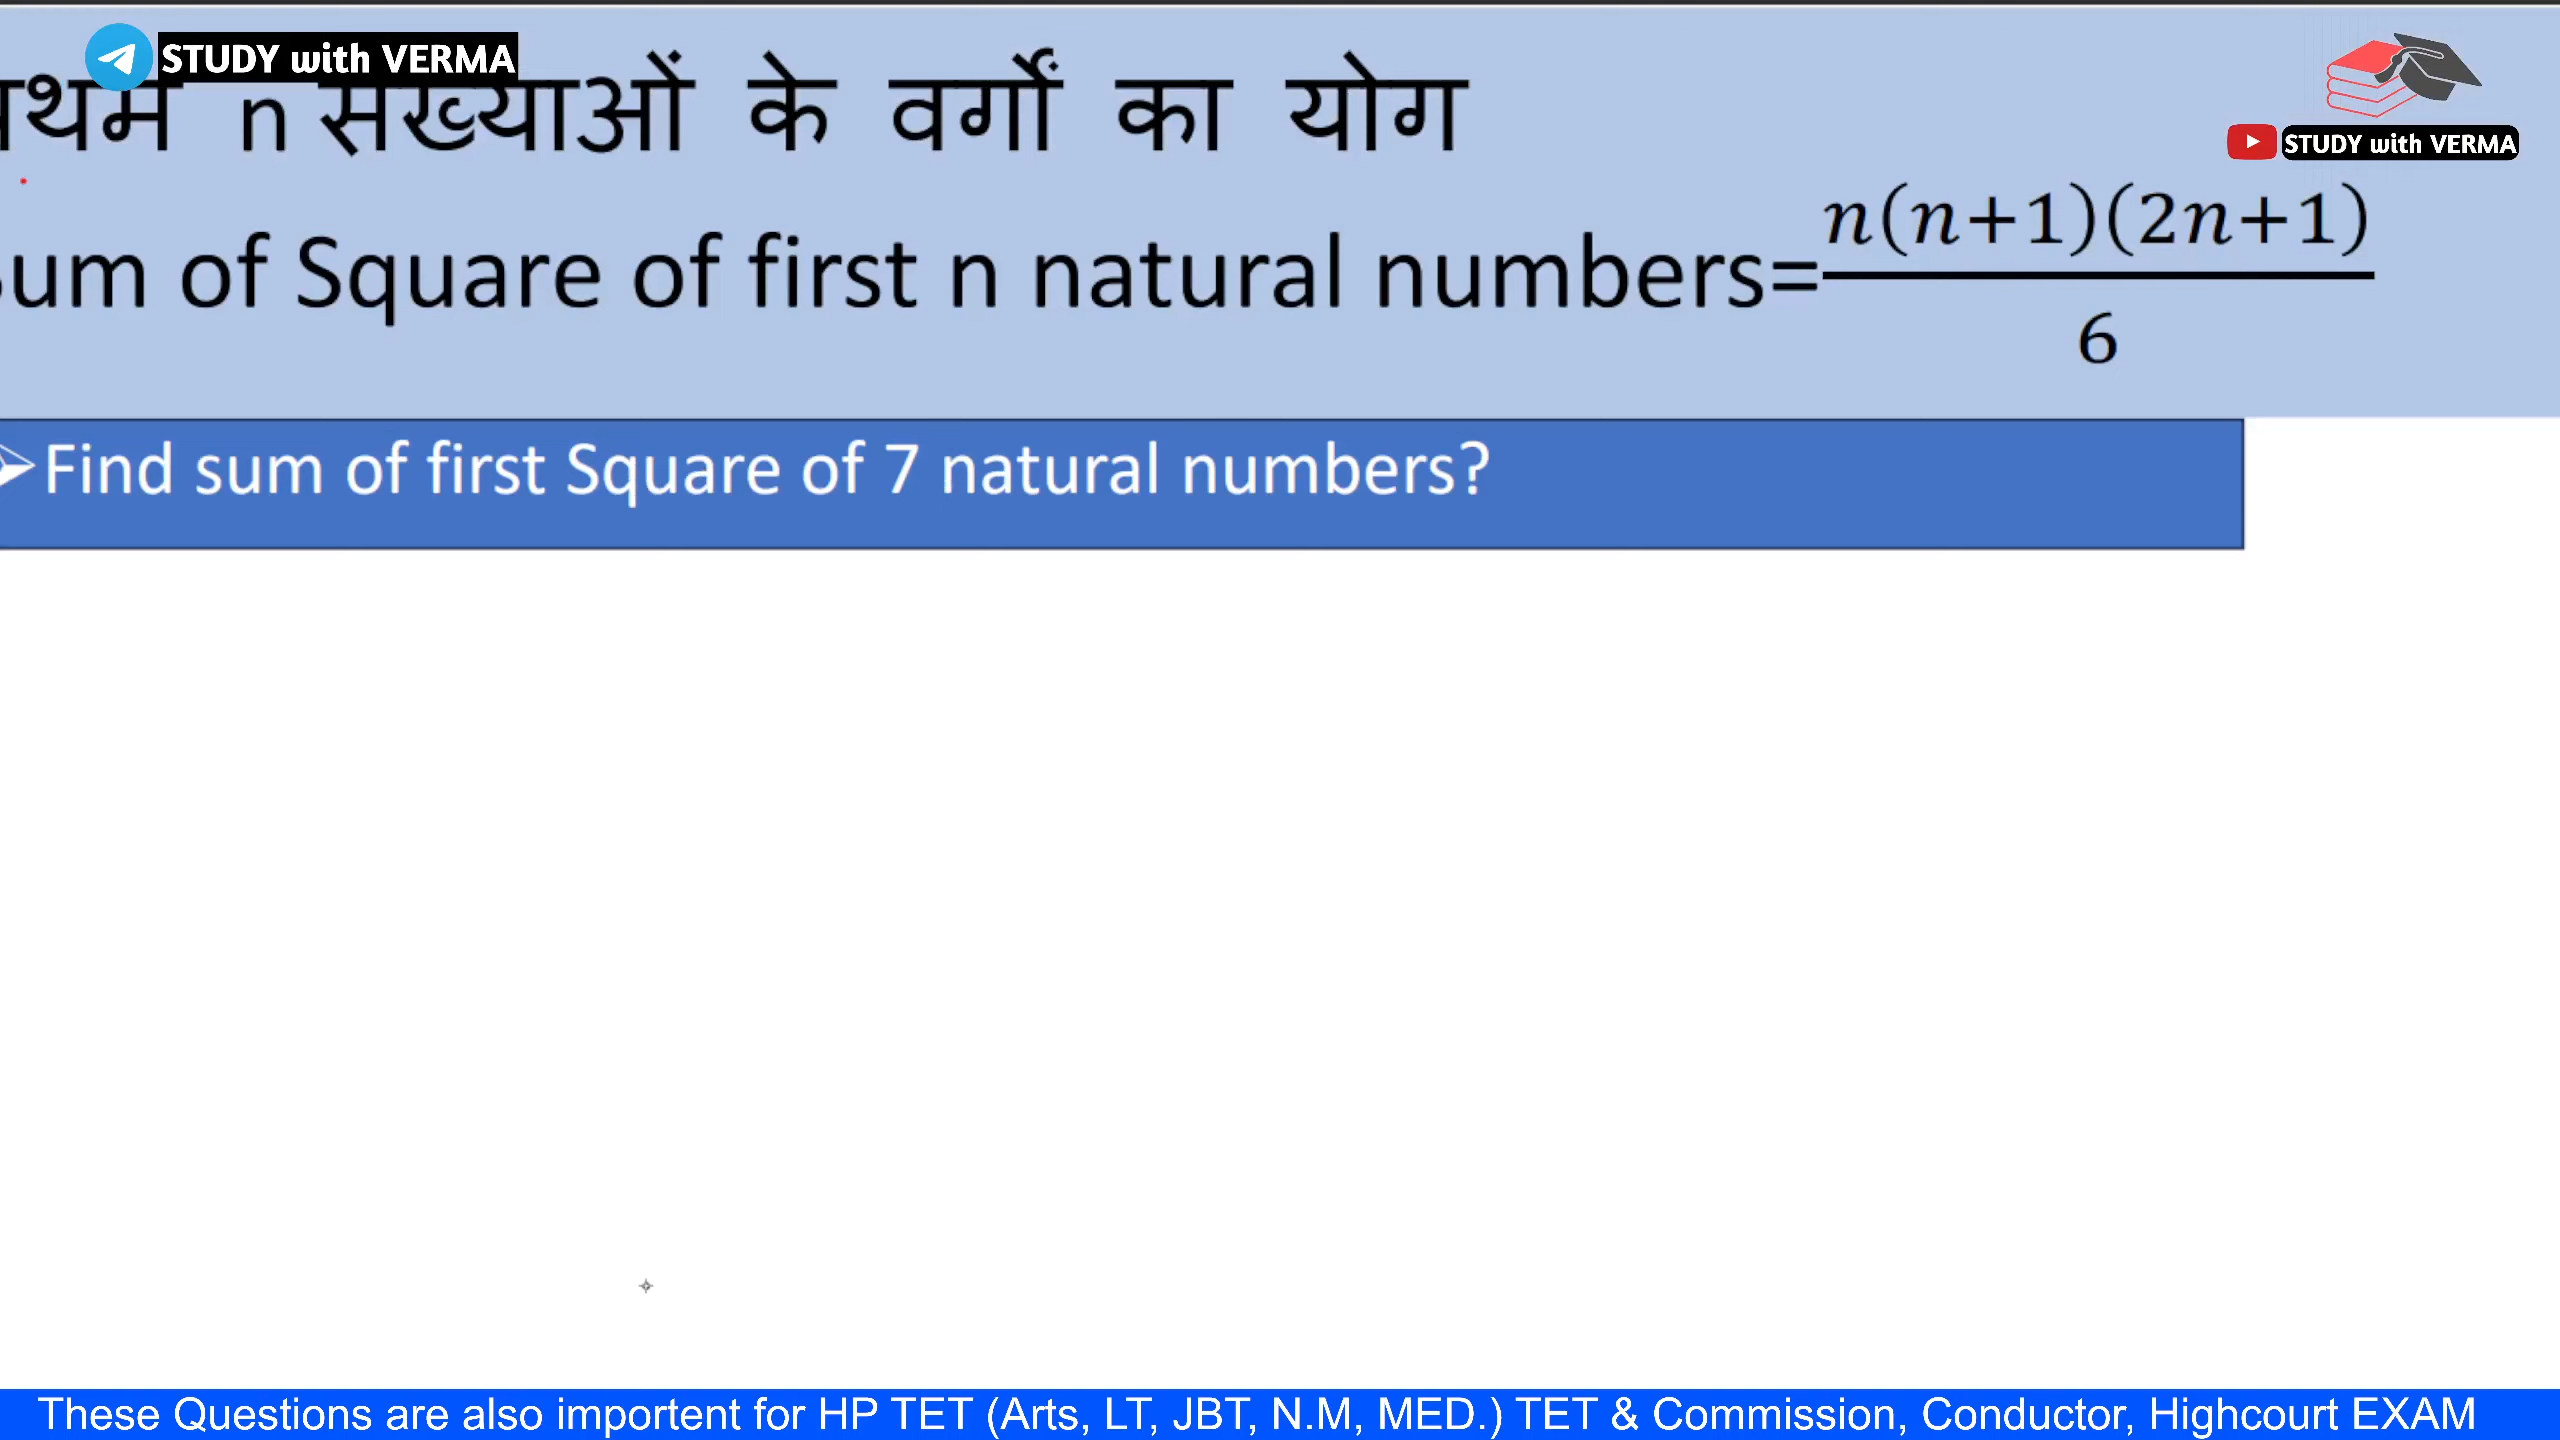 STUDY with VERMA
n संख्याओं के वर्गों का योग
STUDY with VERMA
Sum of Square of first n natural numbers=n(n+1)(2n+1)/6
➢Find sum of first Square of 7 natural numbers?
These Questions are also importent for HP TET (Arts, LT, JBT, N.M, MED.) TET & Commission, Conductor, Highcourt EXAM